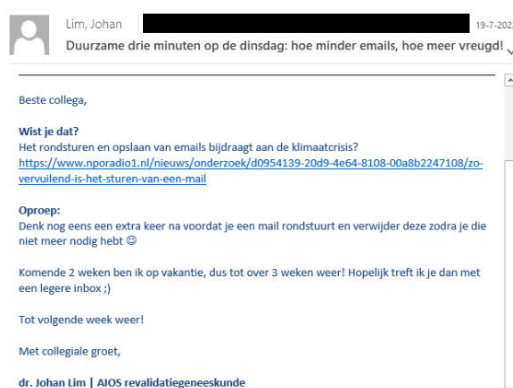 Lim, Johan
19-7-202
Duurzame drie minuten op de dinsdag: hoe minder emails, hoe meer vreugd!
Beste collega,
Wist je dat?
Het rondsturen en opslaan van emails bijdraagt aan de klimaatcrisis?
https://www.nporadio1.nl/nieuws/onderzoek/d0954139-20d9-4e64-8108-00a8b2247108/zo-
vervuilend-is-het-sturen-van-een-mail
Oproep:
Denk nog eens een extra keer na voordat je een mail rondstuurt en verwijder deze zodra je die
niet meer nodig hebt ☺
Komende 2 weken ben ik op vakantie, dus tot over 3 weken weer! Hopelijk treft ik je dan met
een legere inbox ;)
Tot volgende week weer!
Met collegiale groet,
dr. Johan Lim | AIOS revalidatiegeneeskunde